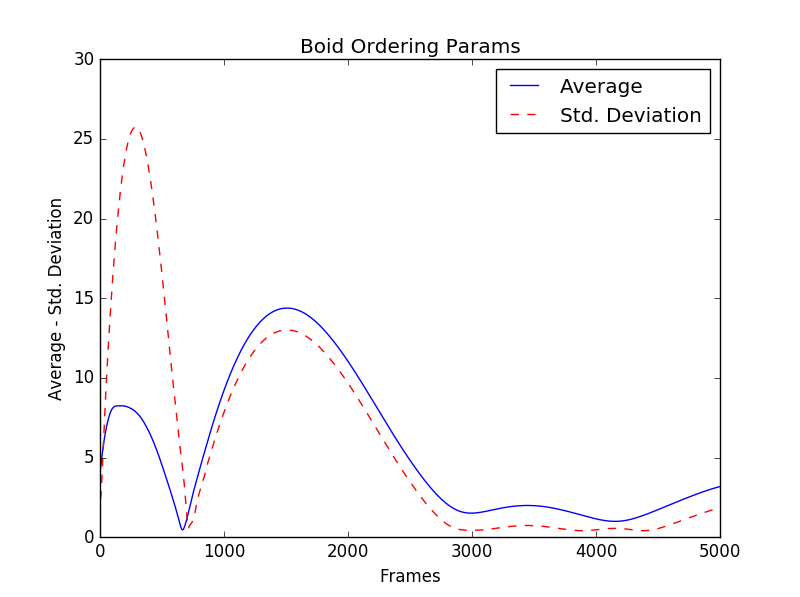 Boid Ordering Params
Average
Std. Deviation
Average - Std. Deviation
30
25
20
15
10
5
0
0 1000 2000 3000 4000 5000
Frames